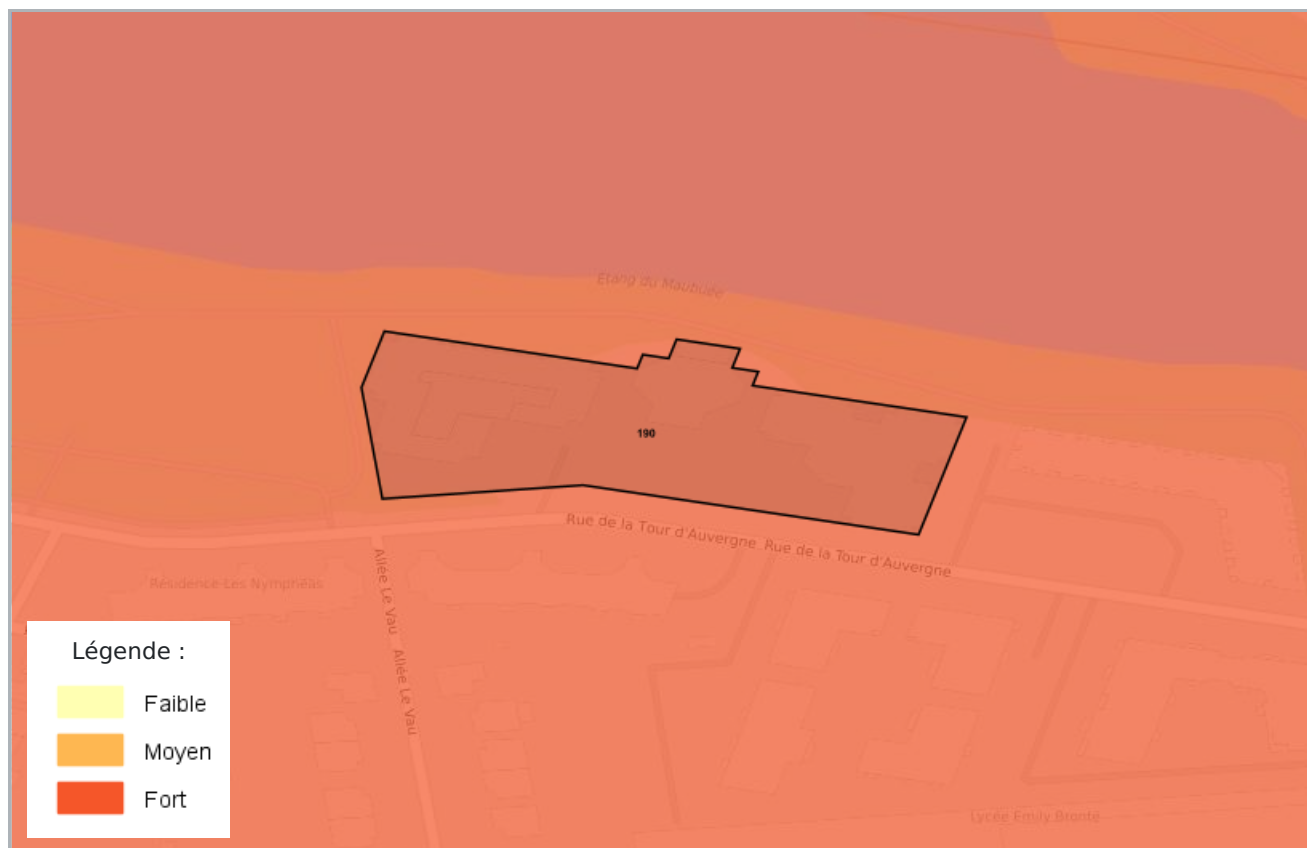 Etang du Maubuée
190
Rue de la Tour d'Auvergne Rue de la Tour d'Auvergne
Allée Le Vau Allée Le Vau
Résidence Les Nymphéas
Lycée Emily Brontë
Légende :
Faible
Moyen
Fort